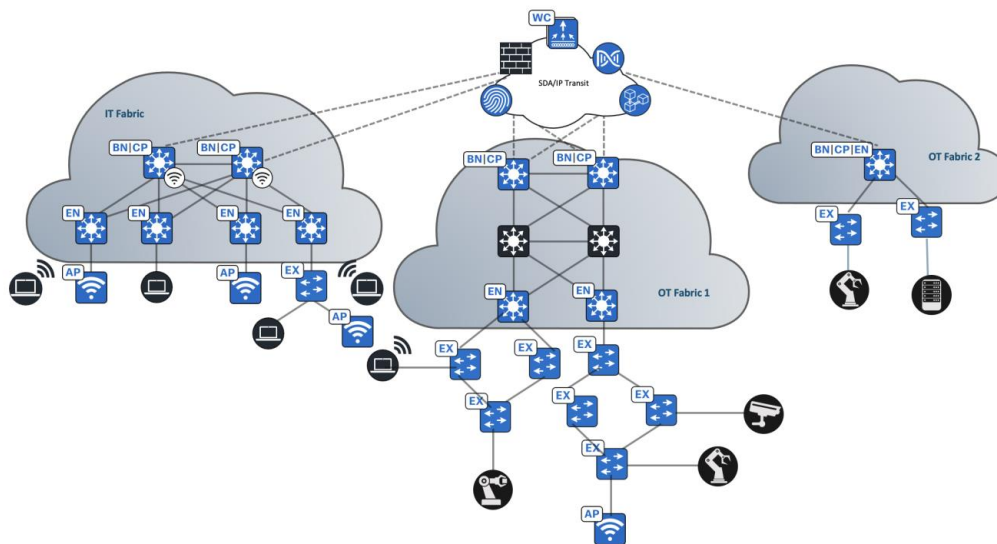 WC
SDA/IP Transit
IT Fabric
BN|CP
BN|CP
EN
EN
EN
EN
AP
AP
EX
AP
BN|CP
BN|CP
EN
EN
OT Fabric 1
EX
EX
EX
EX
EX
EX
EX
AP
BN|CP|EN
OT Fabric 2
EX
EX